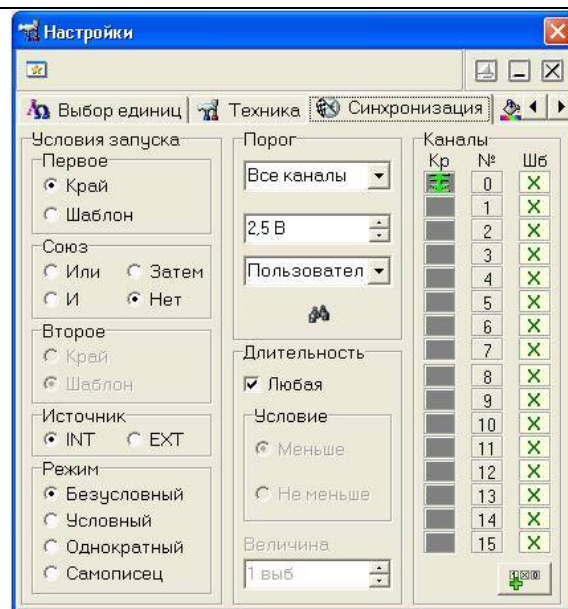 Настройки
Выбор единиц Техника Синхронизация
Условия запуска
Первое
Край
Шаблон
Союз
Или Затем
И Нет
Второе
Край
Шаблон
Источник
INT EXT
Режим
Безусловный
Условный
Однократный
Самописец
Порог
Все каналы
2,5 В
Пользовател
Длительность
Любая
Условие
Меньше
Не меньше
Величина
1 выб
Каналы
Кр № Шб
0 X
1 X
2 X
3 X
4 X
5 X
6 X
7 X
8 X
9 X
10 X
11 X
12 X
13 X
14 X
15 X